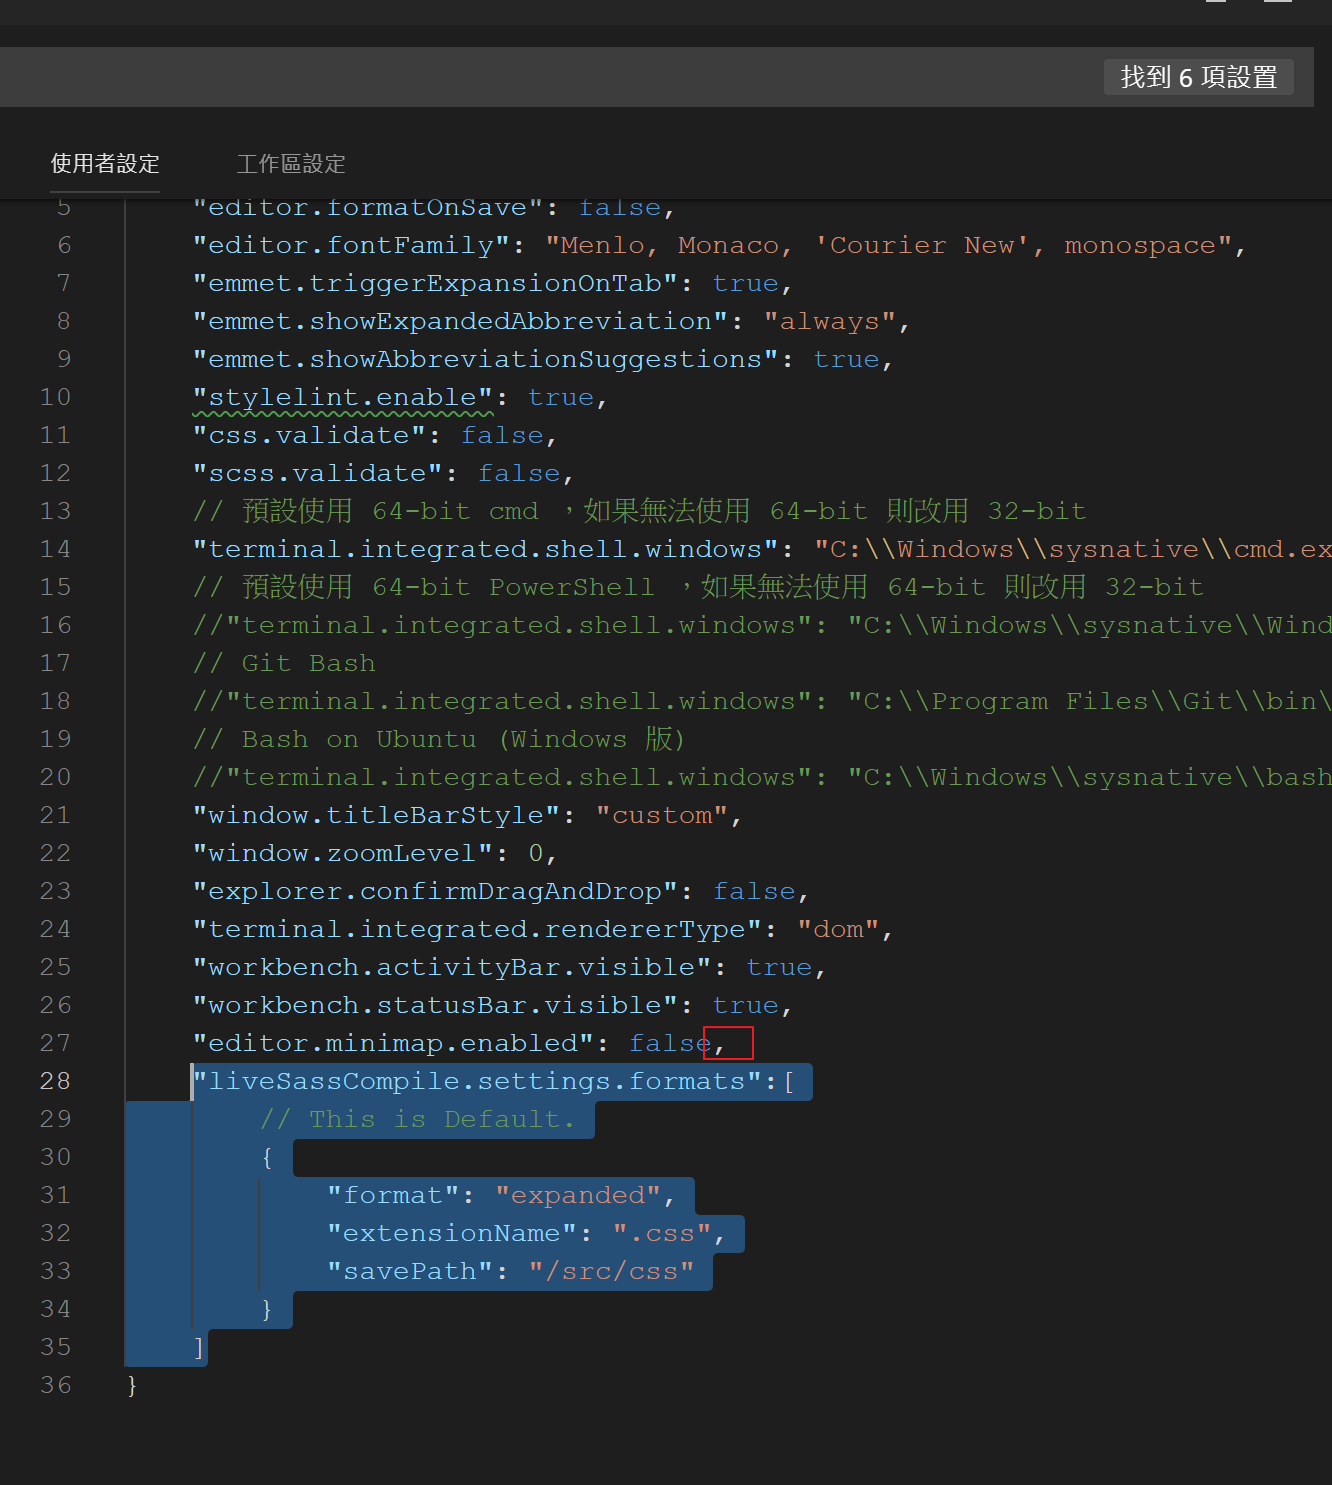 找到 6 項設置
使用者設定 工作區設定
5 "editor.formatOnSave": false,
6 "editor.fontFamily": "Menlo, Monaco, 'Courier New', monospace",
7 "emmet.triggerExpansionOnTab": true,
8 "emmet.showExpandedAbbreviation": "always",
9 "emmet.showAbbreviationSuggestions": true,
10 "stylelint.enable": true,
11 "css.validate": false,
12 "scss.validate": false,
13 // 預設使用 64-bit cmd ，如果無法使用 64-bit 則改用 32-bit
14 "terminal.integrated.shell.windows": "C:\\Windows\\sysnative\\cmd.ex
15 // 預設使用 64-bit PowerShell ，如果無法使用 64-bit 則改用 32-bit
16 //"terminal.integrated.shell.windows": "C:\\Windows\\sysnative\\Wind
17 // Git Bash
18 //"terminal.integrated.shell.windows": "C:\\Program Files\\Git\\bin\
19 // Bash on Ubuntu (Windows 版)
20 //"terminal.integrated.shell.windows": "C:\\Windows\\sysnative\\bash
21 "window.titleBarStyle": "custom",
22 "window.zoomLevel": 0,
23 "explorer.confirmDragAndDrop": false,
24 "terminal.integrated.rendererType": "dom",
25 "workbench.activityBar.visible": true,
26 "workbench.statusBar.visible": true,
27 "editor.minimap.enabled": false,
28 "liveSassCompile.settings.formats":[
29 // This is Default.
30 {
31 "format": "expanded",
32 "extensionName": ".css",
33 "savePath": "/src/css"
34 }
35 ]
36 }